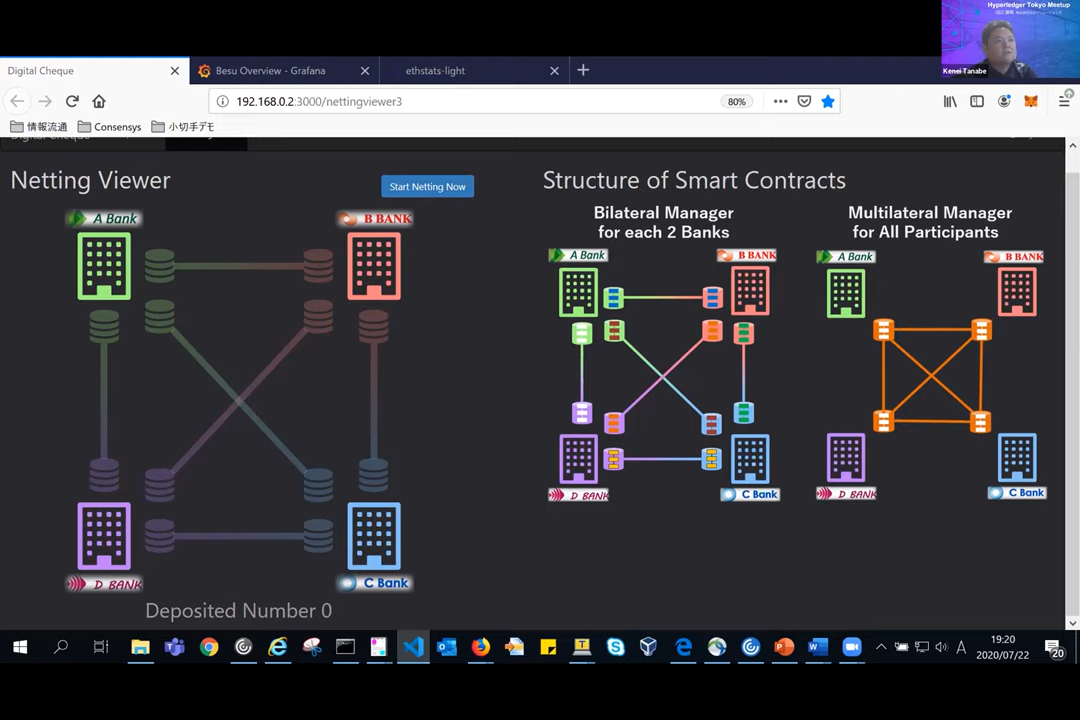 Hyperledger Tokyo Meetup
Kenei Tanabe
Digital Cheque
Besu Overview - Grafana
ethstats-light
192.168.0.2:3000/nettingviewer3
80%
情報流通
Consensys
小切手デモ
Netting Viewer
Start Netting Now
A Bank
B BANK
D BANK
C Bank
Deposited Number 0
Structure of Smart Contracts
Bilateral Manager
for each 2 Banks
A Bank
B BANK
D BANK
C Bank
Multilateral Manager
for All Participants
A Bank
B BANK
D BANK
C Bank
A
19:20
2020/07/22
20